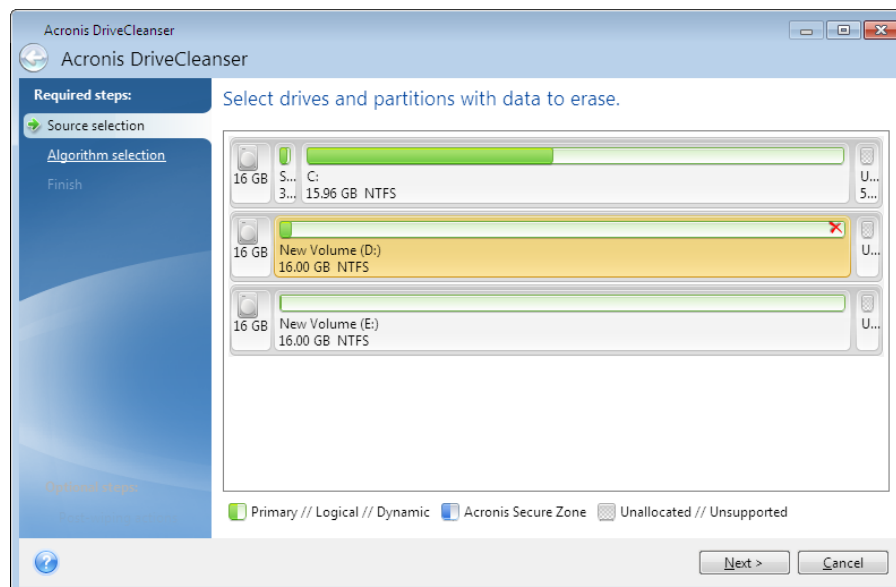 Acronis DriveCleanser
Acronis DriveCleanser
Required steps:
Source selection
Algorithm selection
Finish
Select drives and partitions with data to erase.
16 GB
S...
3...
C:
15.96 GB NTFS
U...
5...
16 GB
New Volume (D:)
16.00 GB NTFS
U...
16 GB
New Volume (E:)
16.00 GB NTFS
U...
Optional steps:
Primary // Logical // Dynamic
Acronis Secure Zone
Unallocated // Unsupported
?
Next >
Cancel